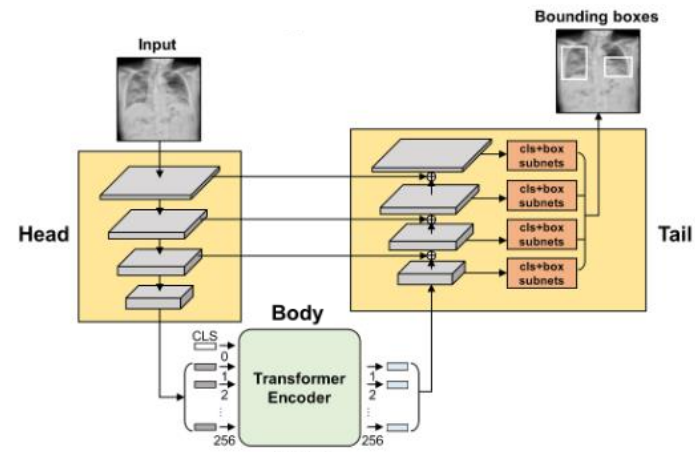 Bounding boxes
Input
cls+box
subnets
cls+box
subnets
Head
Tail
cls+box
subnets
cls+box
subnets
Body
CLS
0
1
2
⋮
256
Transformer
Encoder
1
2
⋮
256